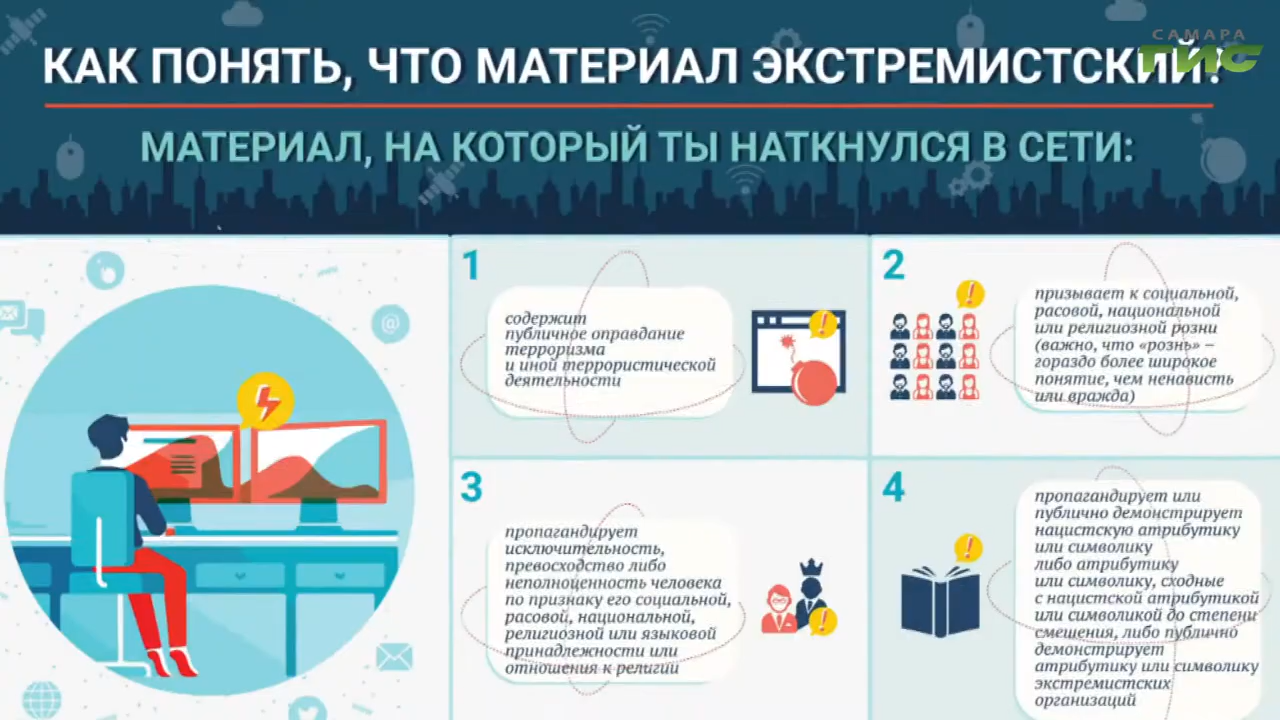 САМАРА
ГИС
КАК ПОНЯТЬ, ЧТО МАТЕРИАЛ ЭКСТРЕМИСТСКИЙ?
МАТЕРИАЛ, НА КОТОРЫЙ ТЫ НАТКНУЛСЯ В СЕТИ:
1
содержит
публичное оправдание
терроризма
и иной террористической
деятельности
2
призывает к социальной,
расовой, национальной
или религиозной розни
(важно, что «рознь» –
гораздо более широкое
понятие, чем ненависть
или вражда)
3
пропагандирует
исключительность,
превосходство либо
неполноценность человека
по признаку его социальной,
расовой, национальной,
религиозной или языковой
принадлежности или
отношения к религии
4
пропагандирует или
публично демонстрирует
нацистскую атрибутику
или символику
либо атрибутику
или символику, сходные
с нацистской атрибутикой
или символикой до степени
смешения, либо публично
демонстрирует
атрибутику или символику
экстремистских
организаций